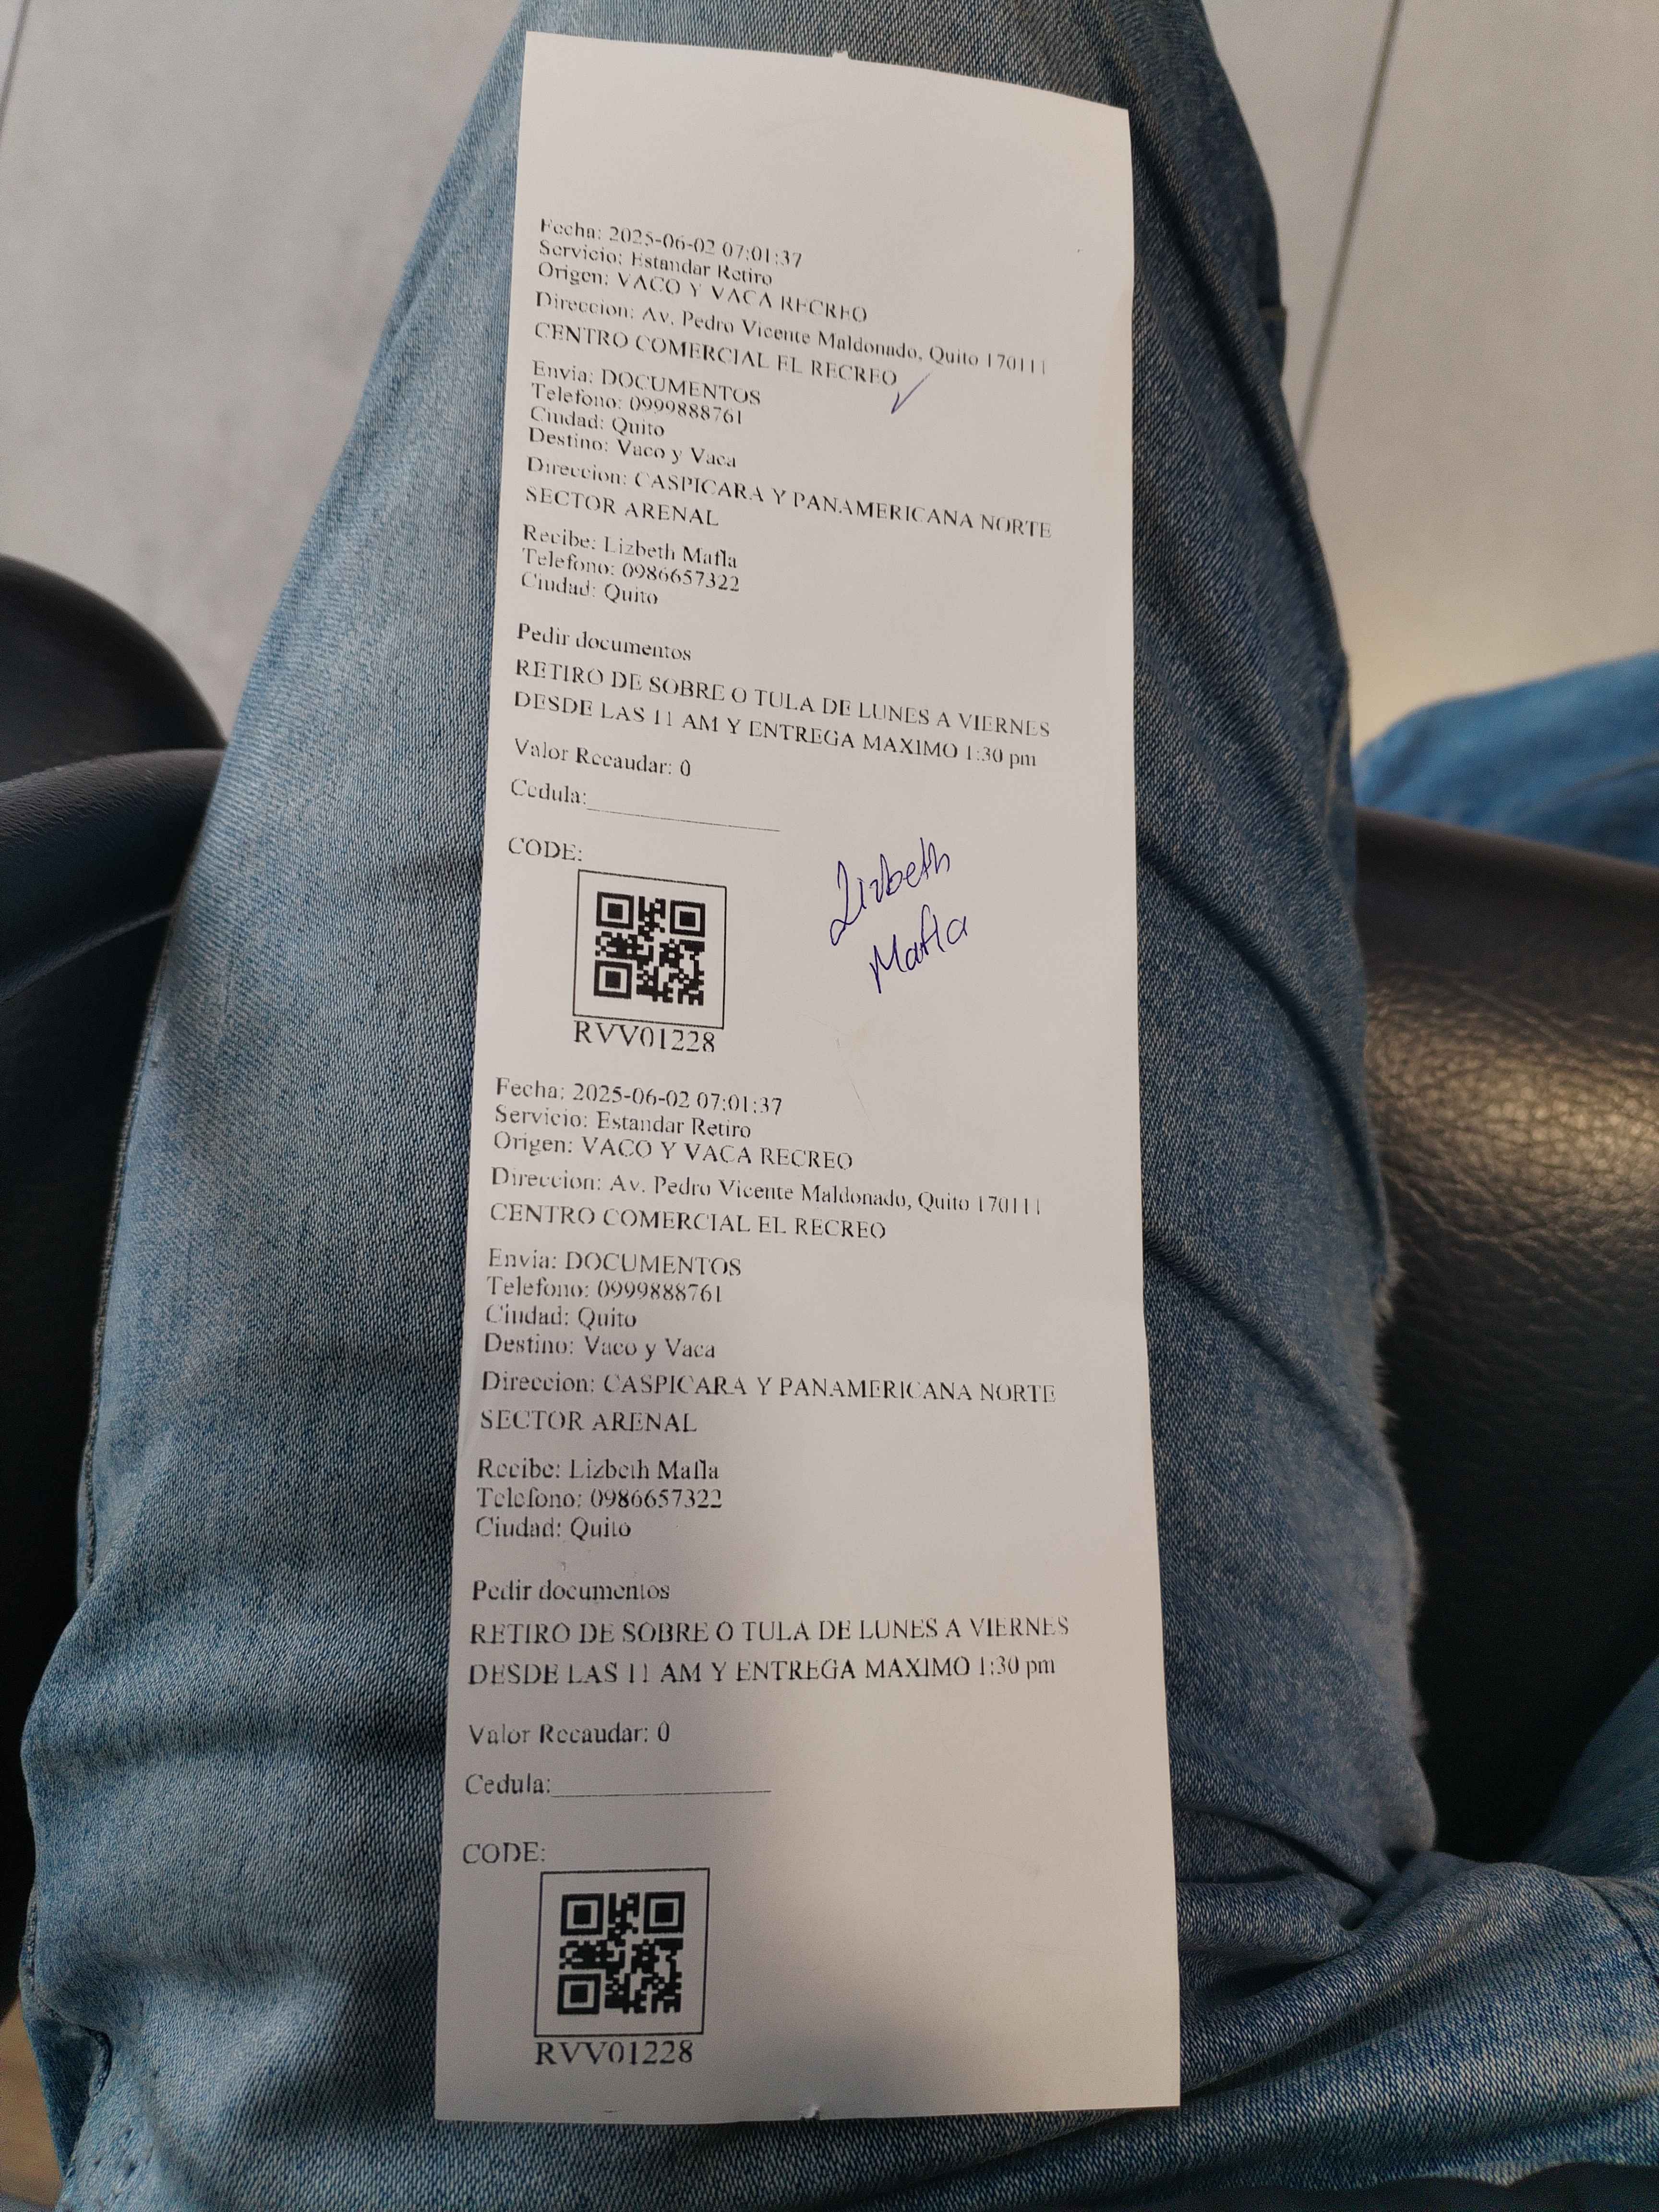 Fecha: 2025-06-02 07:01:37
Servicio: Estandar Retiro
Origen: VACO Y VACA RECREO
Direccion: Av. Pedro Vicente Maldonado, Quito 170111
CENTRO COMERCIAL EL RECREO
Envia: DOCUMENTOS
Telefono: 0999888761
Ciudad: Quito
Destino: Vaco y Vaca
Direccion: CASPICARA Y PANAMERICANA NORTE
SECTOR ARENAL
Recibe: Lizbeth Mafla
Telefono: 0986657322
Ciudad: Quito
Pedir documentos
RETIRO DE SOBRE O TULA DE LUNES A VIERNES
DESDE LAS 11 AM Y ENTREGA MAXIMO 1:30 pm
Valor Recaudar: 0
Cedula:
CODE:
Lizbeth
Mafla
RVV01228
Fecha: 2025-06-02 07:01:37
Servicio: Estandar Retiro
Origen: VACO Y VACA RECREO
Direccion: Av. Pedro Vicente Maldonado, Quito 170111
CENTRO COMERCIAL EL RECREO
Envia: DOCUMENTOS
Telefono: 0999888761
Ciudad: Quito
Destino: Vaco y Vaca
Direccion: CASPICARA Y PANAMERICANA NORTE
SECTOR ARENAL
Recibe: Lizbeth Mafla
Telefono: 0986657322
Ciudad: Quito
Pedir documentos
RETIRO DE SOBRE O TULA DE LUNES A VIERNES
DESDE LAS 11 AM Y ENTREGA MAXIMO 1:30 pm
Valor Recaudar: 0
Cedula:
CODE:
RVV01228